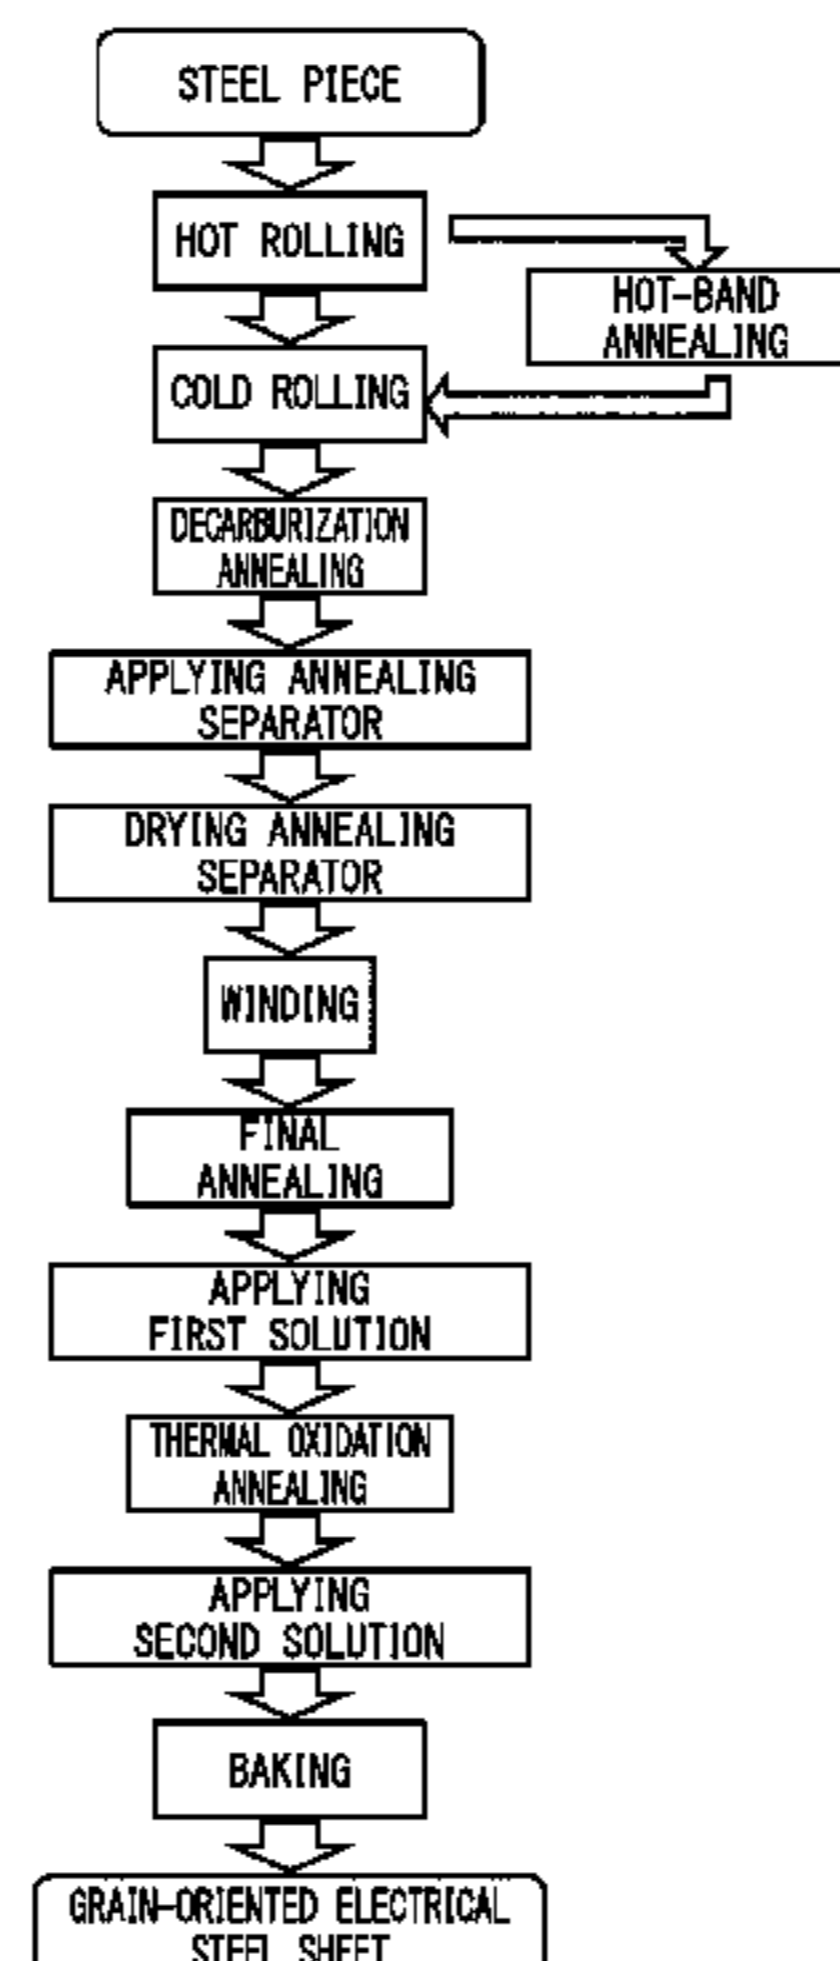 STEEL PIECE
HOT ROLLING
HOT-BAND
ANNEALING
COLD ROLLING
DECARBURIZATION
ANNEALING
APPLYING ANNEALING
SEPARATOR
DRYING ANNEALING
SEPARATOR
WINDING
FINAL
ANNEALING
APPLYING
FIRST SOLUTION
THERMAL OXIDATION
ANNEALING
APPLYING
SECOND SOLUTION
BAKING
GRAIN-ORIENTED ELECTRICAL
STEEL SHEET